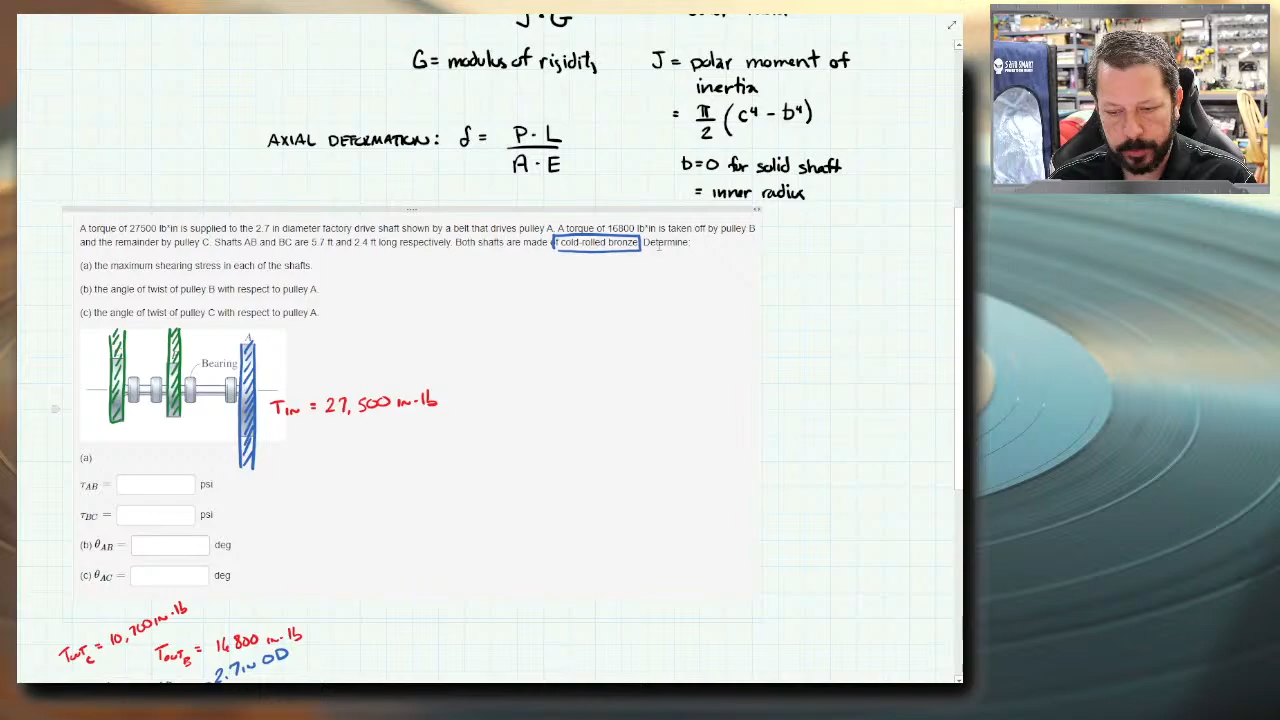 J · G
G = modulus of rigidity
J = polar moment of
inertia
= π/2 (c⁴ - b⁴)
AXIAL DEFORMATION: δ = P · L / A · E
b=0 for solid shaft
= inner radius
A torque of 27500 lb*in is supplied to the 2.7 in diameter factory drive shaft shown by a belt that drives pulley A. A torque of 16800 lb*in is taken off by pulley B
and the remainder by pulley C. Shafts AB and BC are 5.7 ft and 2.4 ft long respectively. Both shafts are made of cold-rolled bronze. Determine:
(a) the maximum shearing stress in each of the shafts.
(b) the angle of twist of pulley B with respect to pulley A.
(c) the angle of twist of pulley C with respect to pulley A.
A
Bearing
T_IN = 27,500 in·lb
(a)
τ_AB = psi
τ_BC = psi
(b) θ_AB = deg
(c) θ_AC = deg
T_OUT_C = 10,700 in·lb
T_OUT_B = 16800 in·lb
2.7 in OD